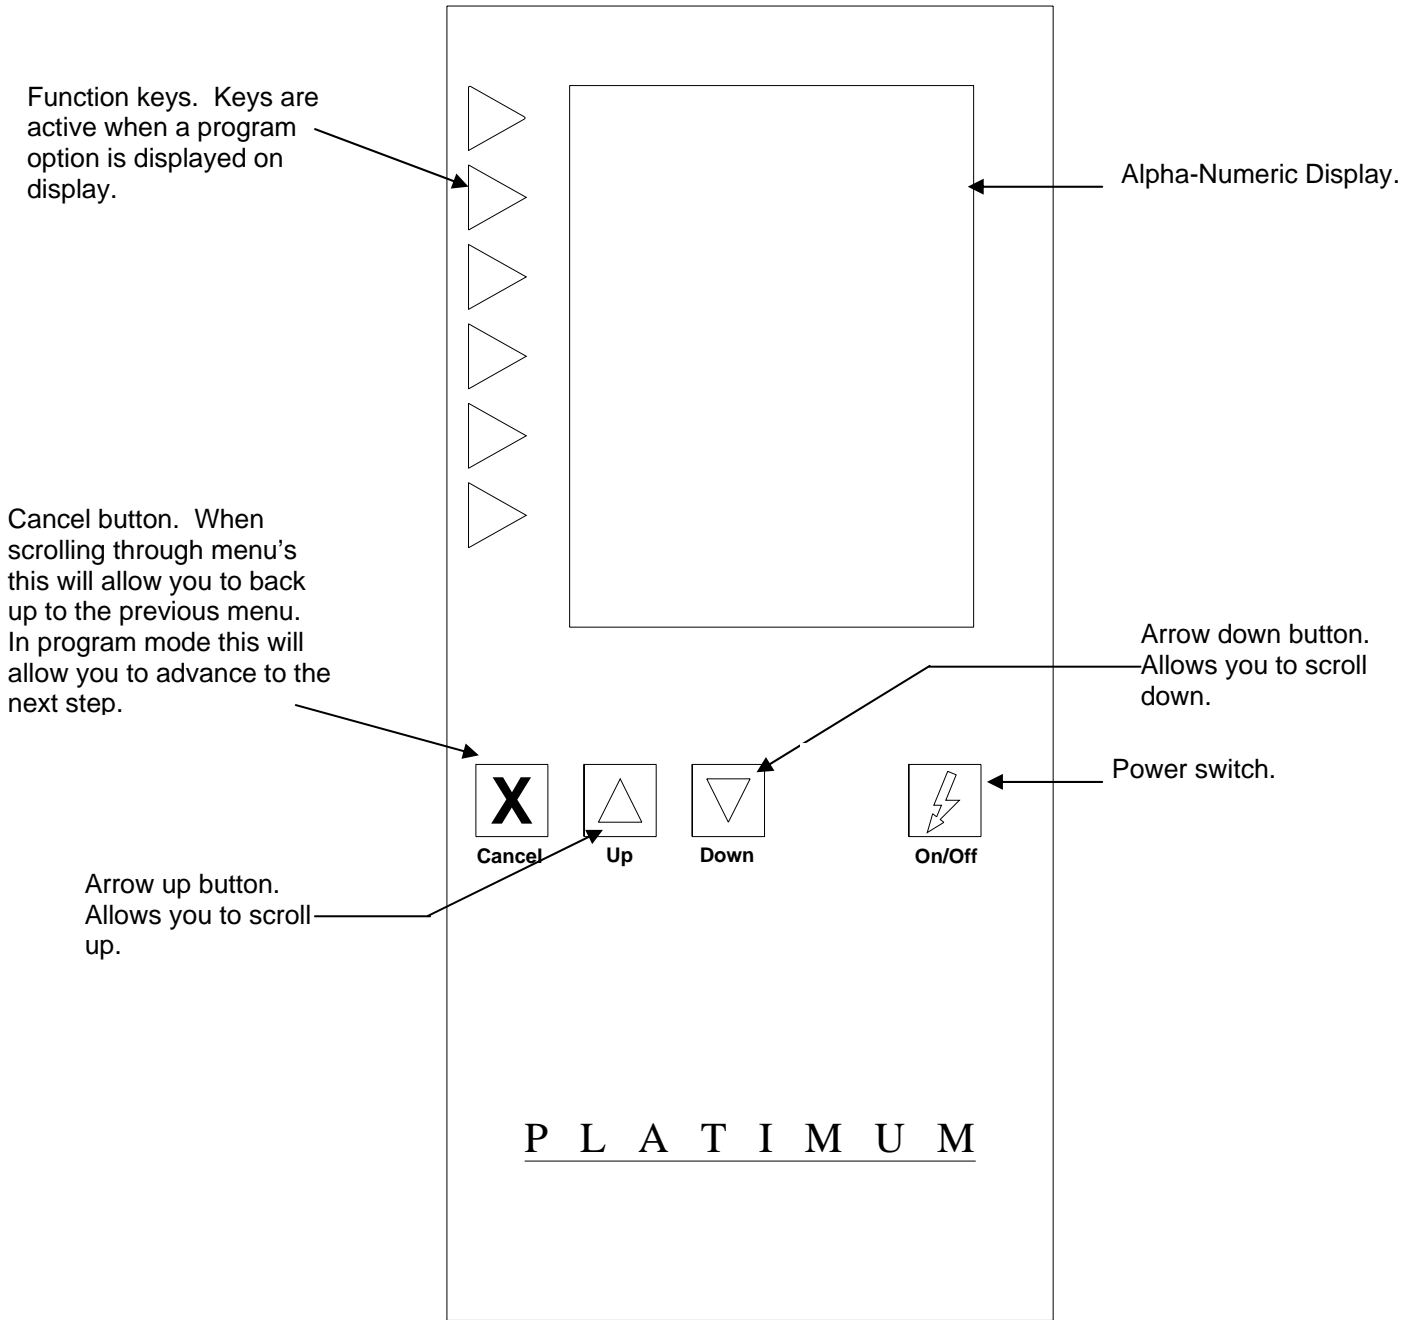 Function keys.  Keys are
active when a program
option is displayed on
display.
Alpha-Numeric Display.
Cancel button.  When
scrolling through menu’s
this will allow you to back
up to the previous menu.
In program mode this will
allow you to advance to the
next step.
Arrow down button.
Allows you to scroll
down.
Power switch.
X
Cancel
Up
Down
On/Off
Arrow up button.
Allows you to scroll
up.
P L A T I M U M